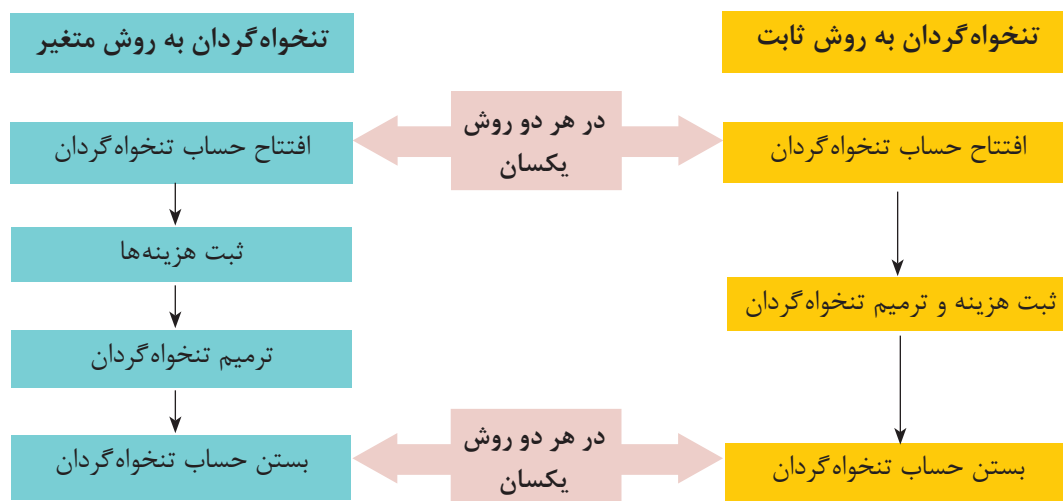 تنخواه‌گردان به روش ثابت
تنخواه‌گردان به روش متغیر
افتتاح حساب تنخواه‌گردان
در هر دو روش
یکسان
افتتاح حساب تنخواه‌گردان
ثبت هزینه‌ها
ثبت هزینه و ترمیم تنخواه‌گردان
ترمیم تنخواه‌گردان
بستن حساب تنخواه‌گردان
در هر دو روش
یکسان
بستن حساب تنخواه‌گردان